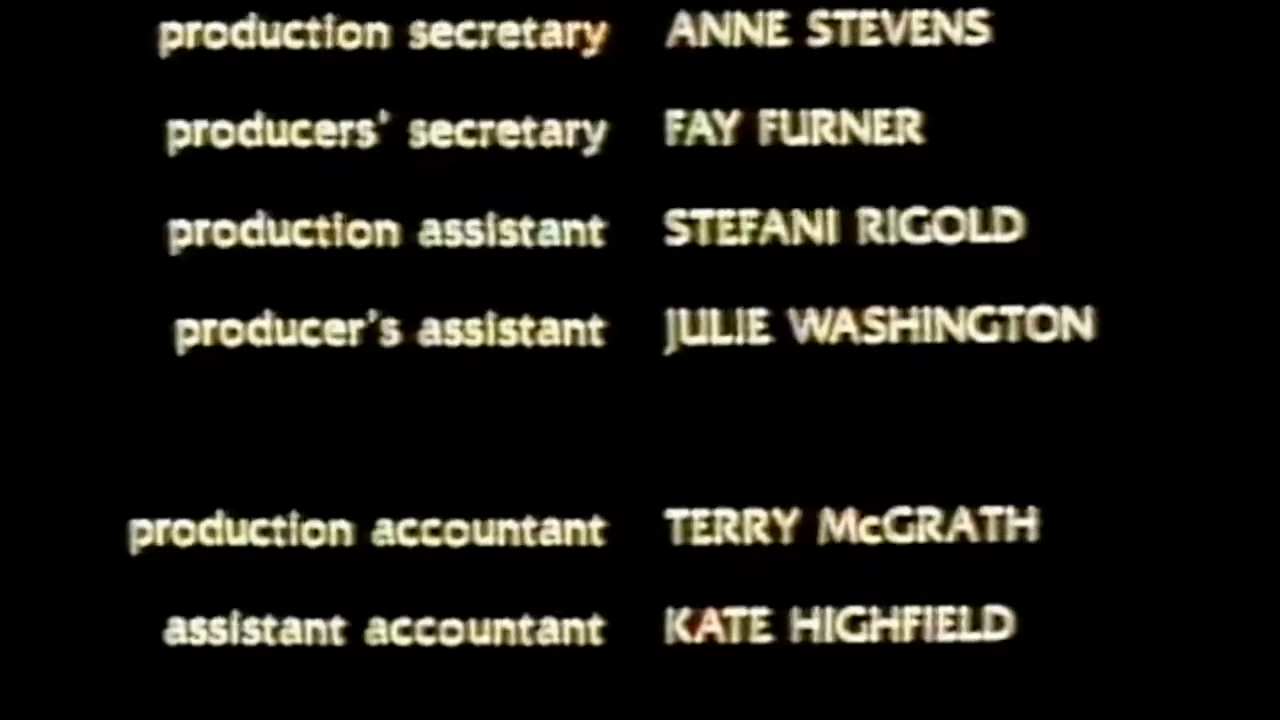 production secretary ANNE STEVENS
producers' secretary FAY FURNER
production assistant STEFANI RIGOLD
producer's assistant JULIE WASHINGTON
production accountant TERRY McGRATH
assistant accountant KATE HIGHFIELD